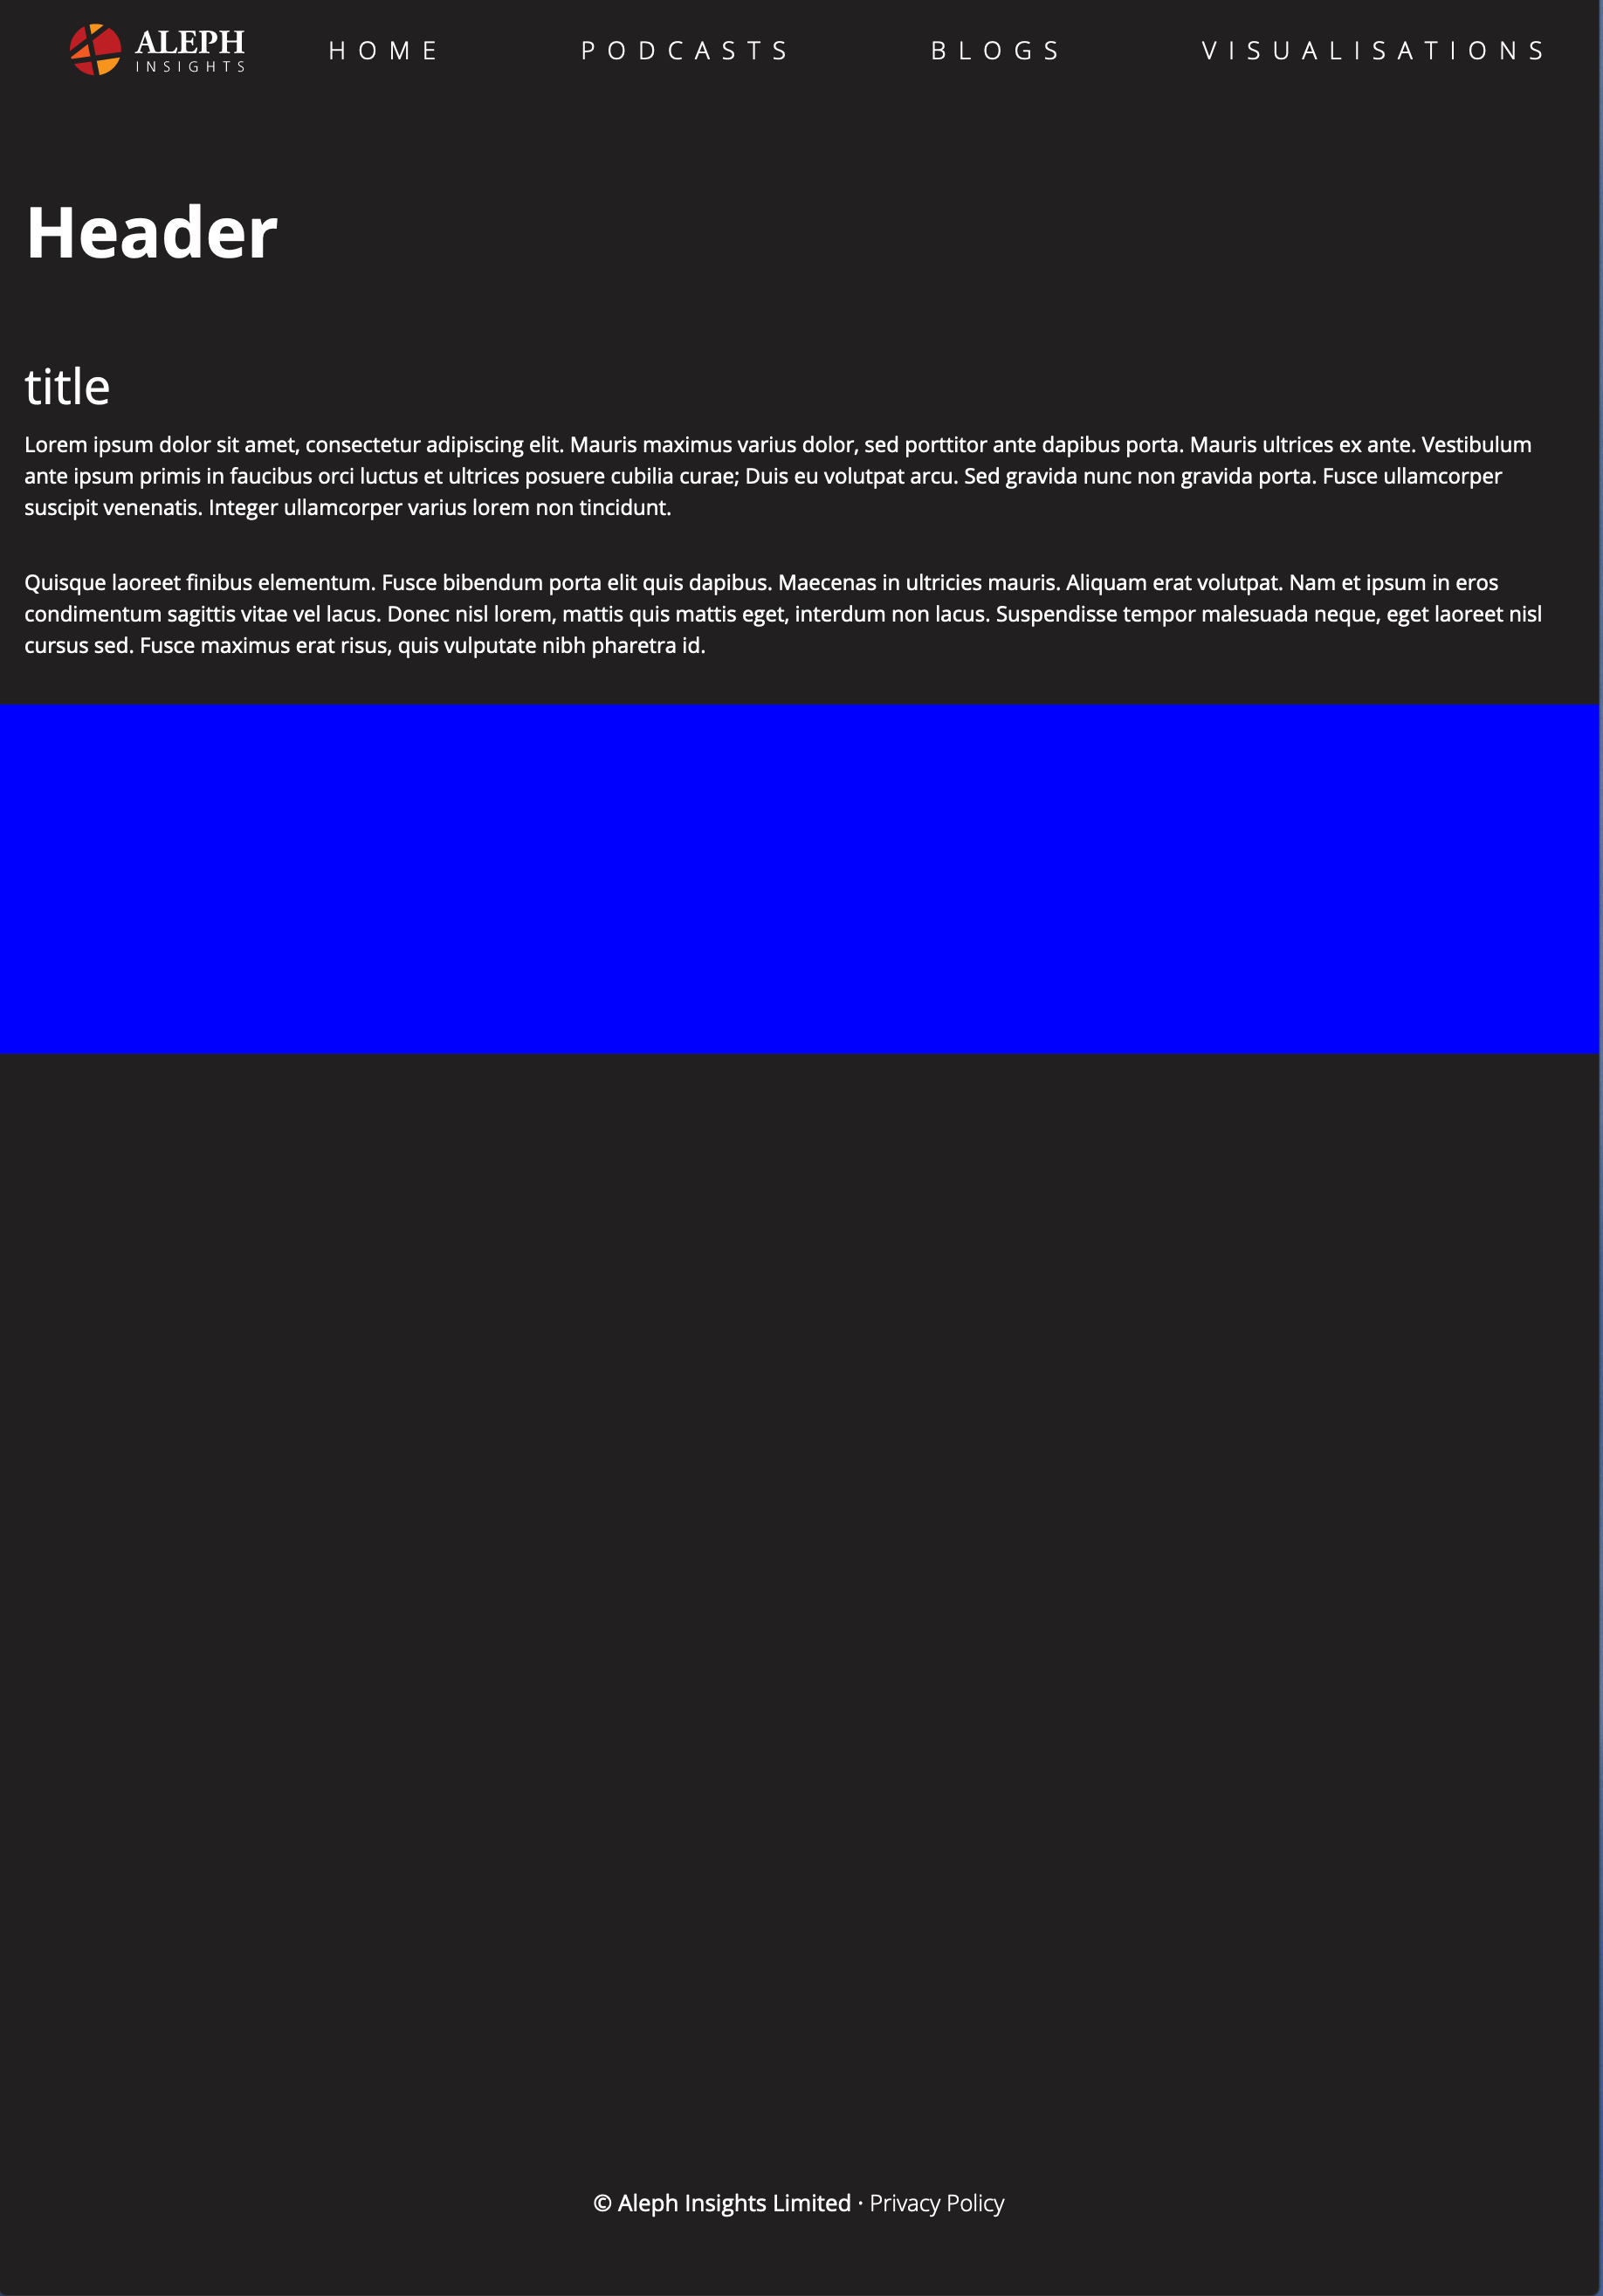 ALEPH
INSIGHTS
HOME PODCASTS BLOGS VISUALISATIONS
Header
title
Lorem ipsum dolor sit amet, consectetur adipiscing elit. Mauris maximus varius dolor, sed porttitor ante dapibus porta. Mauris ultrices ex ante. Vestibulum
ante ipsum primis in faucibus orci luctus et ultrices posuere cubilia curae; Duis eu volutpat arcu. Sed gravida nunc non gravida porta. Fusce ullamcorper
suscipit venenatis. Integer ullamcorper varius lorem non tincidunt.
Quisque laoreet finibus elementum. Fusce bibendum porta elit quis dapibus. Maecenas in ultricies mauris. Aliquam erat volutpat. Nam et ipsum in eros
condimentum sagittis vitae vel lacus. Donec nisl lorem, mattis quis mattis eget, interdum non lacus. Suspendisse tempor malesuada neque, eget laoreet nisl
cursus sed. Fusce maximus erat risus, quis vulputate nibh pharetra id.
© Aleph Insights Limited · Privacy Policy